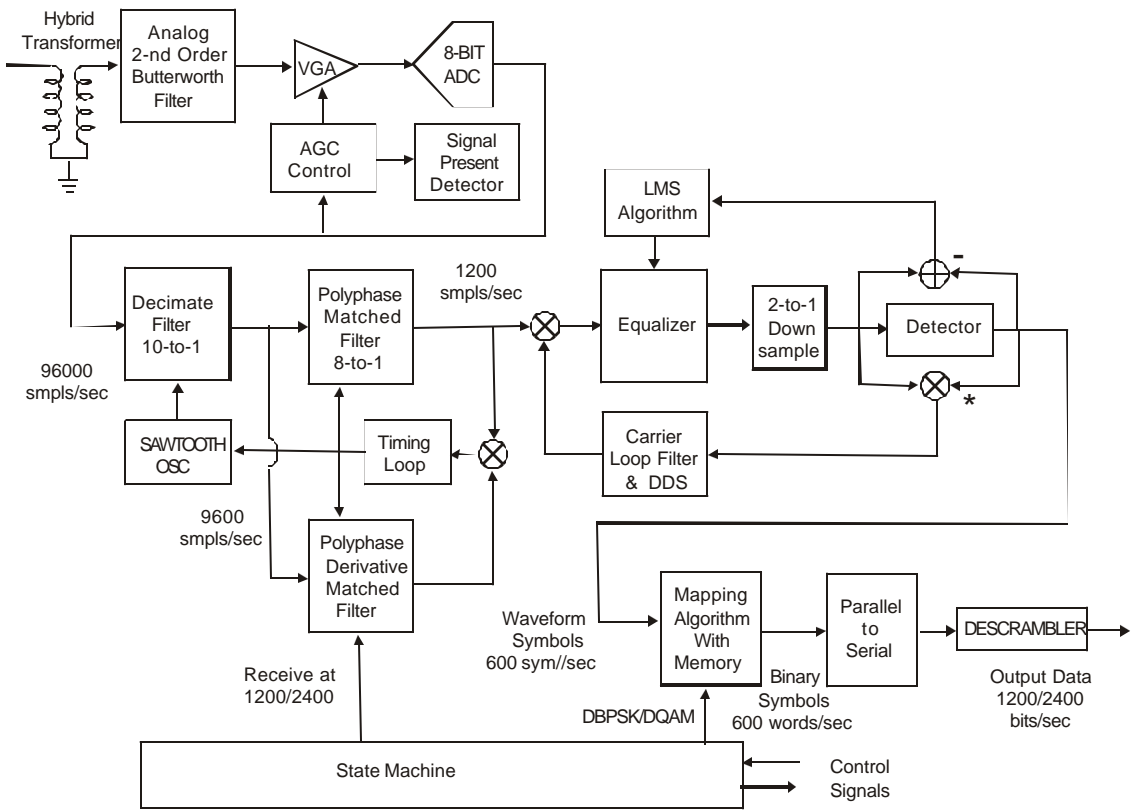 Hybrid
Transformer
Analog
2-nd Order
Butterworth
Filter
VGA
8-BIT
ADC
AGC
Control
Signal
Present
Detector
LMS
Algorithm
-
Decimate
Filter
10-to-1
Polyphase
Matched
Filter
8-to-1
1200
smpls/sec
Equalizer
2-to-1
Down
sample
Detector
*
96000
smpls/sec
SAWTOOTH
OSC
Timing
Loop
Carrier
Loop Filter
& DDS
9600
smpls/sec
Polyphase
Derivative
Matched
Filter
Waveform
Symbols
600 sym//sec
Mapping
Algorithm
With
Memory
Parallel
to
Serial
DESCRAMBLER
Receive at
1200/2400
DBPSK/DQAM
Binary
Symbols
600 words/sec
Output Data
1200/2400
bits/sec
State Machine
Control
Signals